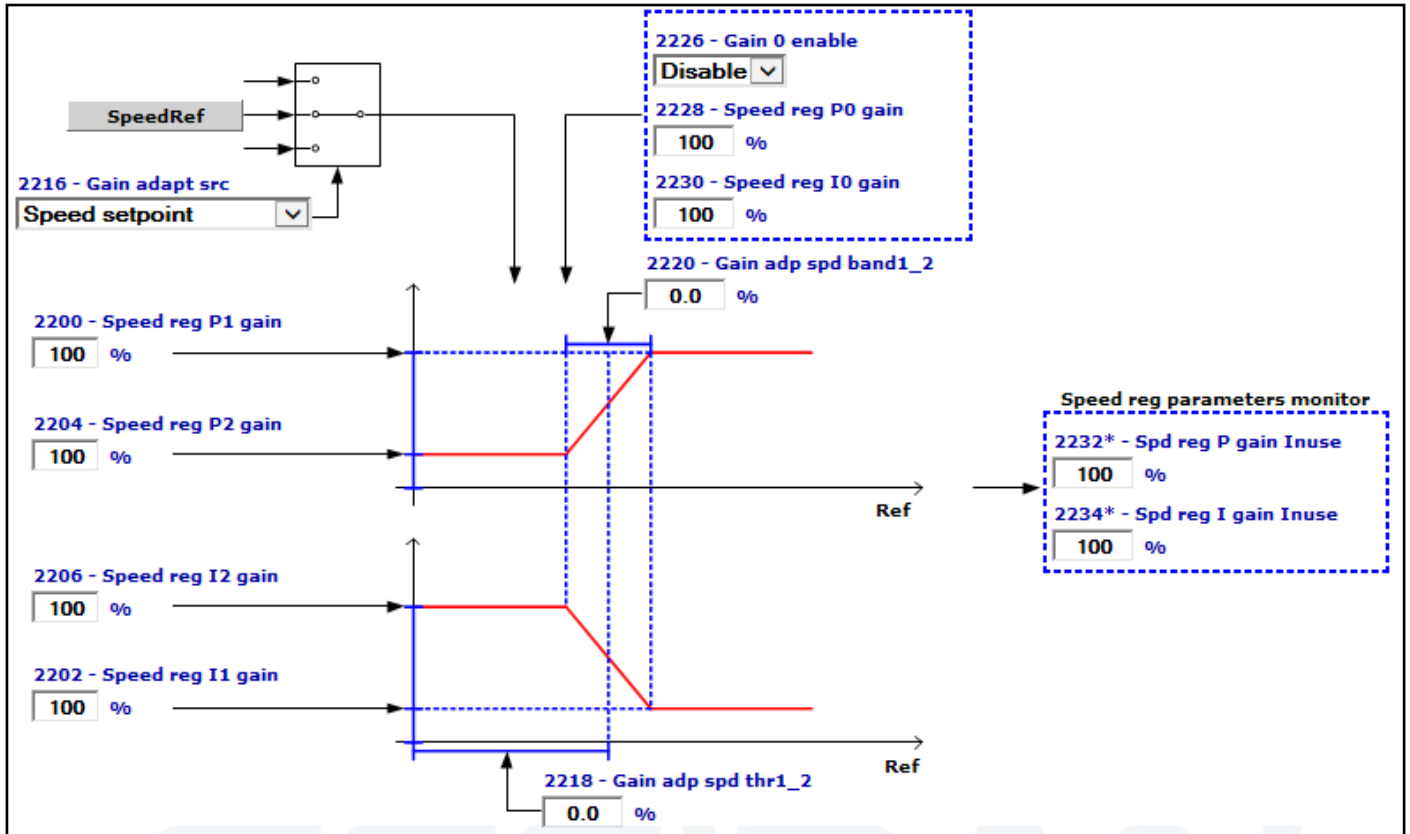 2226 - Gain 0 enable
Disable
SpeedRef
2228 - Speed reg P0 gain
100 %
2216 - Gain adapt src
Speed setpoint
2230 - Speed reg I0 gain
100 %
2220 - Gain adp spd band1_2
0.0 %
2200 - Speed reg P1 gain
100 %
2204 - Speed reg P2 gain
100 %
Ref
Speed reg parameters monitor
2232* - Spd reg P gain Inuse
100 %
2234* - Spd reg I gain Inuse
100 %
2206 - Speed reg I2 gain
100 %
2202 - Speed reg I1 gain
100 %
Ref
2218 - Gain adp spd thr1_2
0.0 %